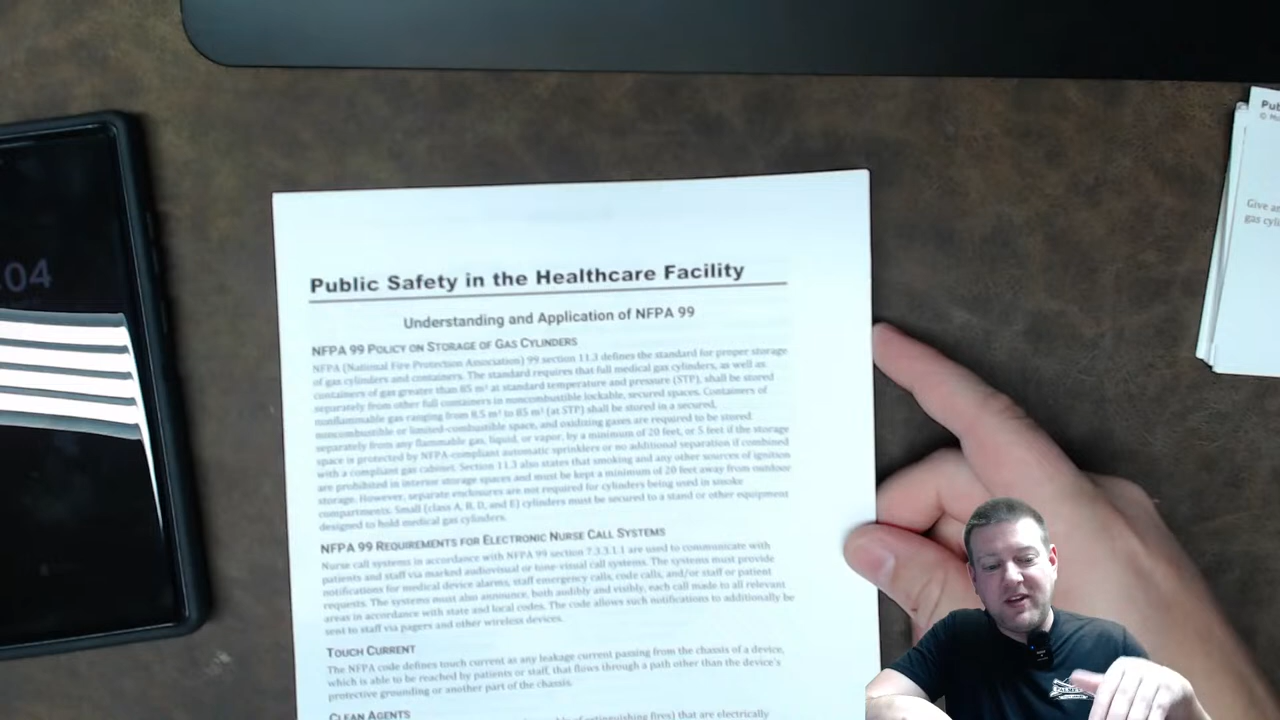 04
Pub
Give an
gas cyli
Public Safety in the Healthcare Facility
Understanding and Application of NFPA 99
NFPA 99 POLICY ON STORAGE OF GAS CYLINDERS
NFPA (National Fire Protection Association) 99 section 11.3 defines the standard for proper storage
of gas cylinders and containers. The standard requires that full medical gas cylinders, as well as
containers of gas greater than 85 m³ at standard temperature and pressure (STP), shall be stored
separately from other full containers in noncombustible lockable, secured spaces. Containers of
nonflammable gas ranging from 8.5 m³ to 85 m³ (at STP) shall be stored in a secured,
noncombustible or limited-combustible space, and oxidizing gases are required to be stored
separately from any flammable gas, liquid, or vapor, by a minimum of 20 feet, or 5 feet if the storage
space is protected by NFPA-compliant automatic sprinklers or no additional separation if combined
with a compliant gas cabinet. Section 11.3 also states that smoking and any other sources of ignition
are prohibited in interior storage spaces and must be kept a minimum of 20 feet away from outdoor
storage. However, separate enclosures are not required for cylinders being used in smoke
compartments. Small (class A, B, D, and E) cylinders must be secured to a stand or other equipment
designed to hold medical gas cylinders.
NFPA 99 REQUIREMENTS FOR ELECTRONIC NURSE CALL SYSTEMS
Nurse call systems in accordance with NFPA 99 section 7.3.3.1.1 are used to communicate with
patients and staff via marked audiovisual or tone-visual call systems. The systems must provide
notifications for medical device alarms, staff emergency calls, code calls, and/or staff or patient
requests. The systems must also announce, both audibly and visibly, each call made to all relevant
areas in accordance with state and local codes. The code allows such notifications to additionally be
sent to staff via pagers and other wireless devices.
TOUCH CURRENT
The NFPA code defines touch current as any leakage current passing from the chassis of a device,
which is able to be reached by patients or staff, that flows through a path other than the device's
protective grounding or another part of the chassis.
CLEAN AGENTS
of extinguishing fires) that are electrically